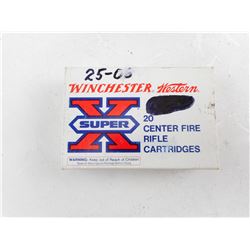 25-06
WINCHESTER Western
SUPER X
20
CENTER FIRE
RIFLE
CARTRIDGES
WARNING: Keep out of Reach of Children!